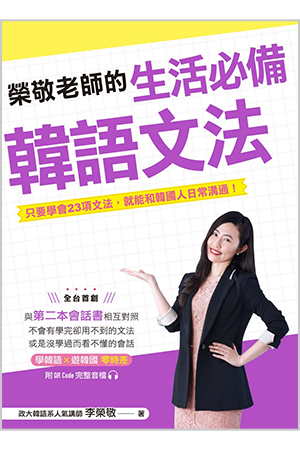 榮敬老師的生活必備
韓語文法
只要學會23項文法，就能和韓國人日常溝通！
全台首創
與第二本會話書相互對照
不會有學完卻用不到的文法
或是沒學過而看不懂的會話
學韓語×遊韓國 零時差
附QR Code 完整音檔
政大韓語系人氣講師 李榮敬 —— 著